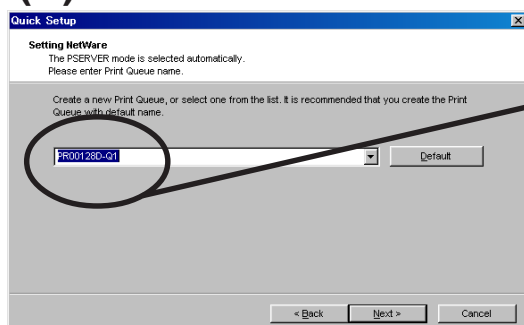 Quick Setup
Setting NetWare
The PSERVER mode is selected automatically.
Please enter Print Queue name.
Create a new Print Queue, or select one from the list. It is recommended that you create the Print
Queue with default name.
PR00128D-Q1
Default
< Back
Next >
Cancel